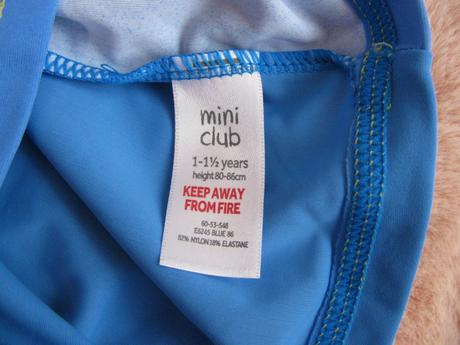 mini
club
1-1½ years
height 80-86cm
KEEP AWAY
FROM FIRE
60-53-548
E6245 BLUE 86
82% NYLON 18% ELASTANE